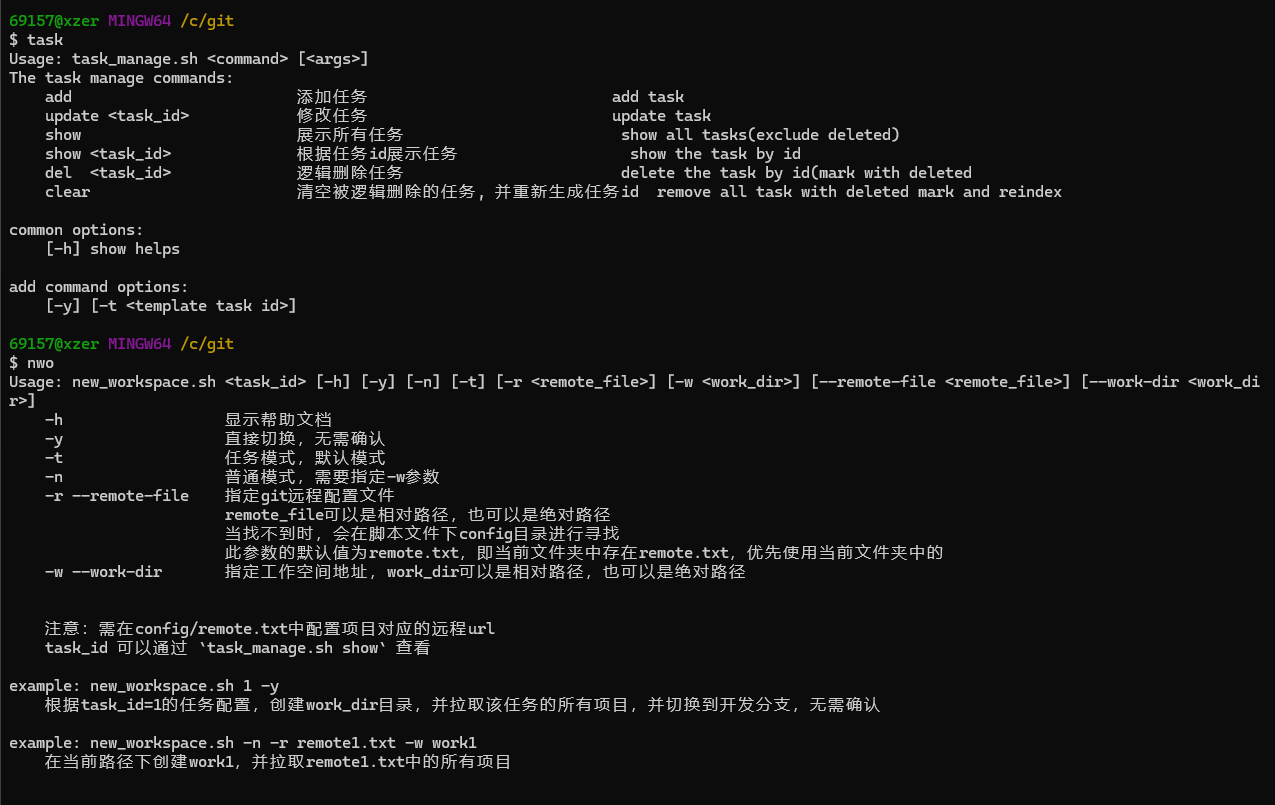 69157@xzer MINGW64 /c/git
$ task
Usage: task_manage.sh <command> [<args>]
The task manage commands:
    add                         添加任务                           add task
    update <task_id>            修改任务                           update task
    show                        展示所有任务                        show all tasks(exclude deleted)
    show <task_id>              根据任务id展示任务                   show the task by id
    del  <task_id>              逻辑删除任务                        delete the task by id(mark with deleted
    clear                       清空被逻辑删除的任务，并重新生成任务id  remove all task with deleted mark and reindex

common options:
    [-h] show helps

add command options:
    [-y] [-t <template task id>]

69157@xzer MINGW64 /c/git
$ nwo
Usage: new_workspace.sh <task_id> [-h] [-y] [-n] [-t] [-r <remote_file>] [-w <work_dir>] [--remote-file <remote_file>] [--work-dir <work_di
r>]
    -h                  显示帮助文档
    -y                  直接切换，无需确认
    -t                  任务模式，默认模式
    -n                  普通模式，需要指定-w参数
    -r --remote-file    指定git远程配置文件
                        remote_file可以是相对路径，也可以是绝对路径
                        当找不到时，会在脚本文件下config目录进行寻找
                        此参数的默认值为remote.txt，即当前文件夹中存在remote.txt，优先使用当前文件夹中的
    -w --work-dir       指定工作空间地址，work_dir可以是相对路径，也可以是绝对路径

    注意：需在config/remote.txt中配置项目对应的远程url
    task_id 可以通过 `task_manage.sh show` 查看

example: new_workspace.sh 1 -y
    根据task_id=1的任务配置，创建work_dir目录，并拉取该任务的所有项目，并切换到开发分支，无需确认

example: new_workspace.sh -n -r remote1.txt -w work1
    在当前路径下创建work1，并拉取remote1.txt中的所有项目